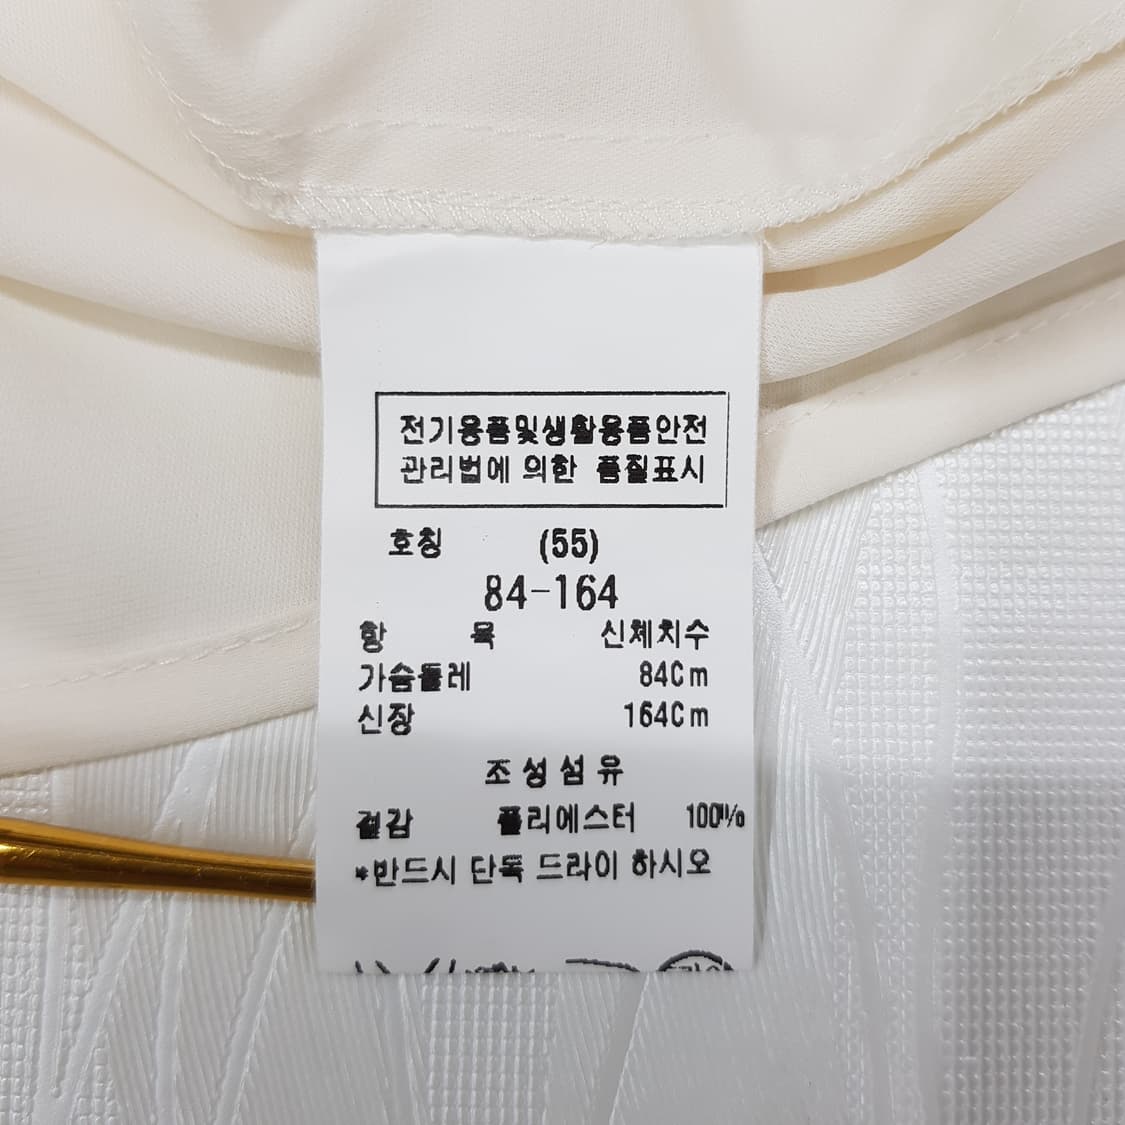 전기용품및생활용품안전
관리법에 의한 품질표시
호칭 (55)
84-164
항 목 신체치수
가슴둘레 84Cm
신장 164Cm
조성섬유
겉감 폴리에스터 100%
*반드시 단독 드라이 하시오